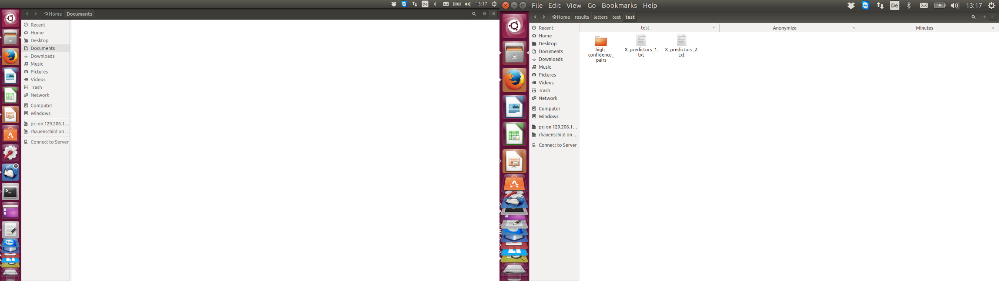 De
13:17
Home Documents
Recent
Home
Desktop
Documents
Downloads
Music
Pictures
Videos
Trash
Network
Computer
Windows
prj on 129.206.1...
rhauenschild on ...
Connect to Server
1
File Edit View Go Bookmarks Help
De
13:17
Home results letters test test
Recent
Home
Desktop
Documents
Downloads
Music
Pictures
Videos
Trash
Network
Computer
Windows
prj on 129.206.1...
rhauenschild on ...
Connect to Server
test Anonymize Minutes
high_
confidence_
pairs
X_predictors_1.
txt
X_predictors_2.
txt